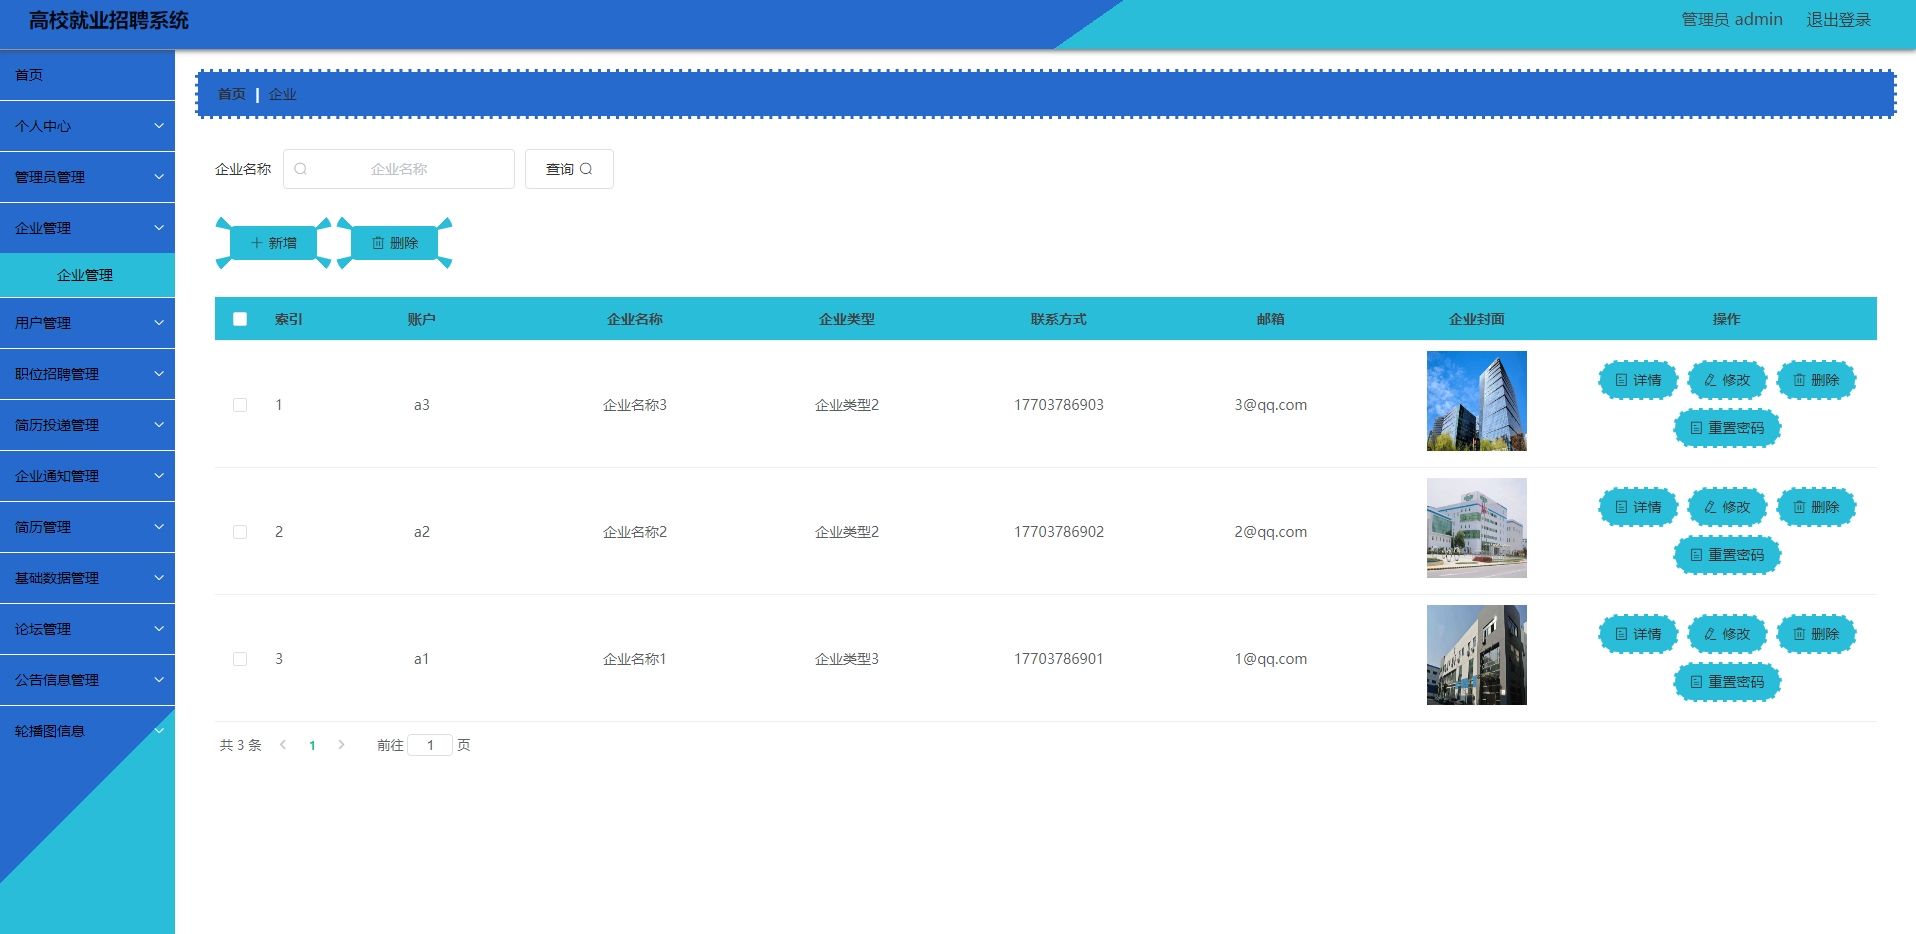 高校就业招聘系统
管理员 admin 退出登录
首页
个人中心
管理员管理
企业管理
企业管理
用户管理
职位招聘管理
简历投递管理
企业通知管理
简历管理
基础数据管理
论坛管理
公告信息管理
轮播图信息
首页 | 企业
企业名称 企业名称 查询
新增 删除
索引 账户 企业名称 企业类型 联系方式 邮箱 企业封面 操作
1 a3 企业名称3 企业类型2 17703786903 3@qq.com 详情 修改 删除
重置密码
2 a2 企业名称2 企业类型2 17703786902 2@qq.com 详情 修改 删除
重置密码
3 a1 企业名称1 企业类型3 17703786901 1@qq.com 详情 修改 删除
重置密码
共 3 条 1 前往 1 页